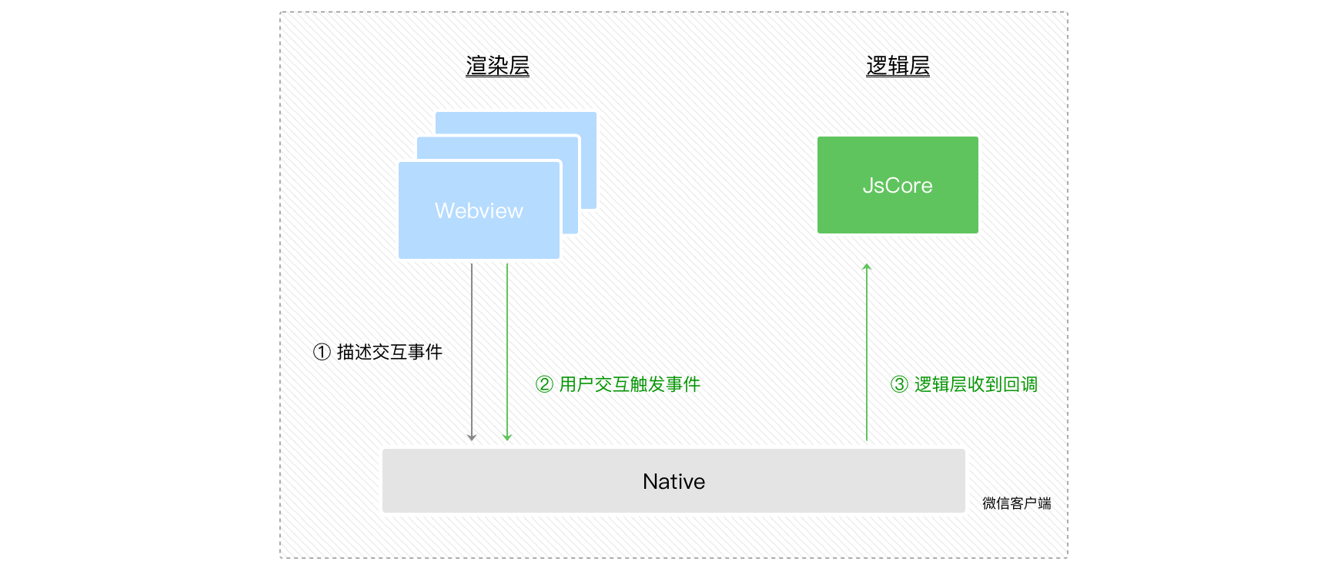 渲染层
逻辑层
Webview
JsCore
① 描述交互事件
② 用户交互触发事件
③ 逻辑层收到回调
Native
微信客户端